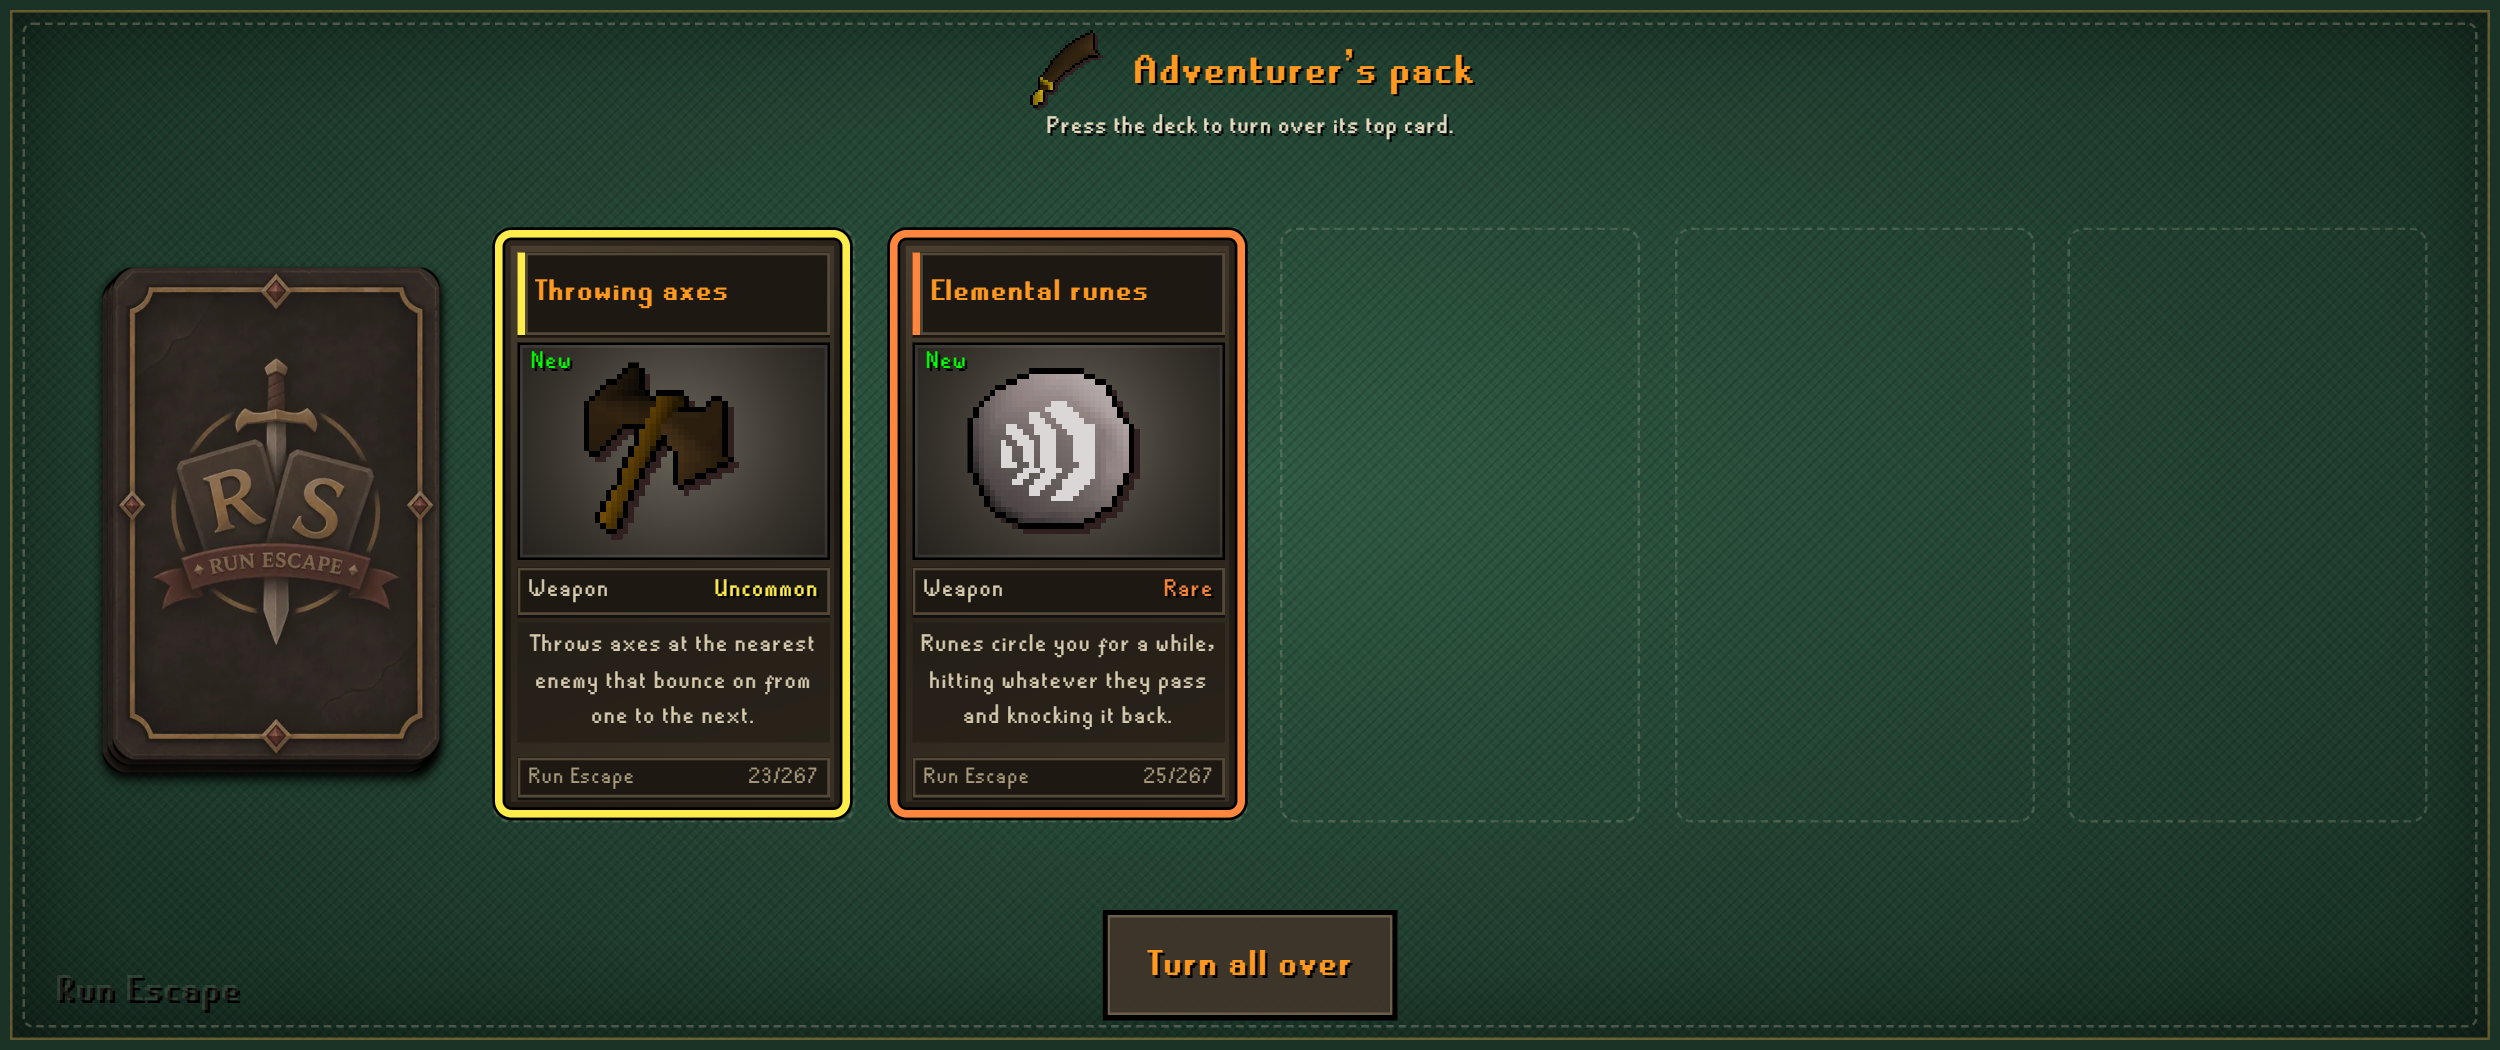 Adventurer's pack
Press the deck to turn over its top card.
R S
RUN ESCAPE
Throwing axes
New
Weapon Uncommon
Throws axes at the nearest
enemy that bounce on from
one to the next.
Run Escape 23/267
Elemental runes
New
Weapon Rare
Runes circle you for a while,
hitting whatever they pass
and knocking it back.
Run Escape 25/267
Turn all over
Run Escape